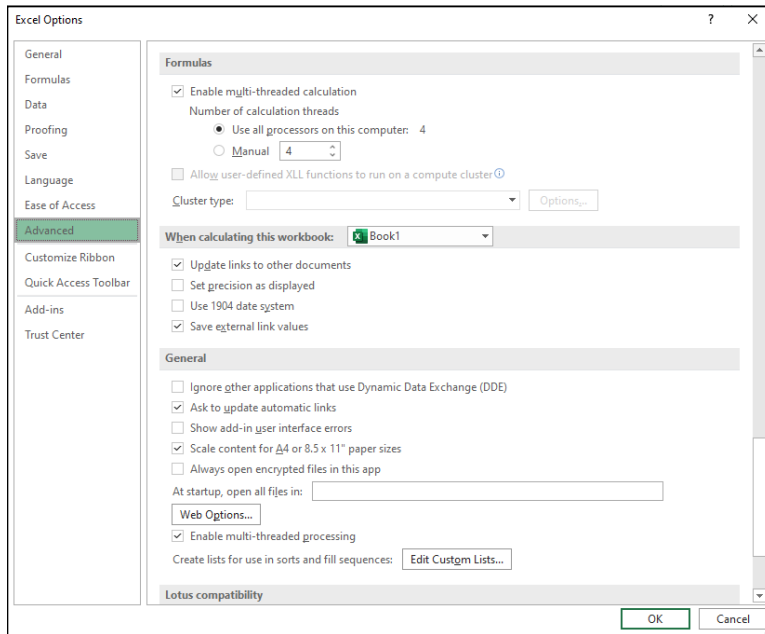 Excel Options ? ×
General
Formulas
Data
Proofing
Save
Language
Ease of Access
Advanced
Customize Ribbon
Quick Access Toolbar
Add-ins
Trust Center
Formulas
Enable multi-threaded calculation
Number of calculation threads
Use all processors on this computer: 4
Manual 4
Allow user-defined XLL functions to run on a compute cluster
Cluster type: Options...
When calculating this workbook: Book1
Update links to other documents
Set precision as displayed
Use 1904 date system
Save external link values
General
Ignore other applications that use Dynamic Data Exchange (DDE)
Ask to update automatic links
Show add-in user interface errors
Scale content for A4 or 8.5 x 11" paper sizes
Always open encrypted files in this app
At startup, open all files in:
Web Options...
Enable multi-threaded processing
Create lists for use in sorts and fill sequences: Edit Custom Lists...
Lotus compatibility
OK Cancel